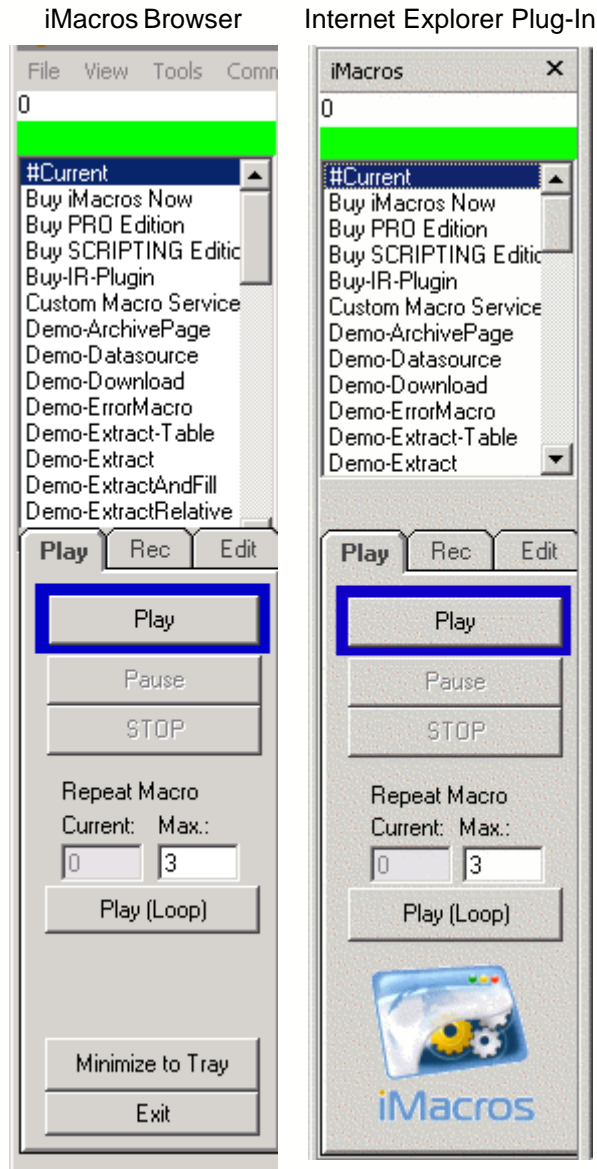 iMacros Browser
File View Tools Comm
0
#Current
Buy iMacros Now
Buy PRO Edition
Buy SCRIPTING Editic
Buy-IR-Plugin
Custom Macro Service
Demo-ArchivePage
Demo-Datasource
Demo-Download
Demo-ErrorMacro
Demo-Extract-Table
Demo-Extract
Demo-ExtractAndFill
Demo-ExtractRelative
Play Rec Edit
Play
Pause
STOP
Repeat Macro
Current: Max.:
0 3
Play (Loop)
Minimize to Tray
Exit
Internet Explorer Plug-In
iMacros X
0
#Current
Buy iMacros Now
Buy PRO Edition
Buy SCRIPTING Editic
Buy-IR-Plugin
Custom Macro Service
Demo-ArchivePage
Demo-Datasource
Demo-Download
Demo-ErrorMacro
Demo-Extract-Table
Demo-Extract
Play Rec Edit
Play
Pause
STOP
Repeat Macro
Current: Max.:
0 3
Play (Loop)
iMacros